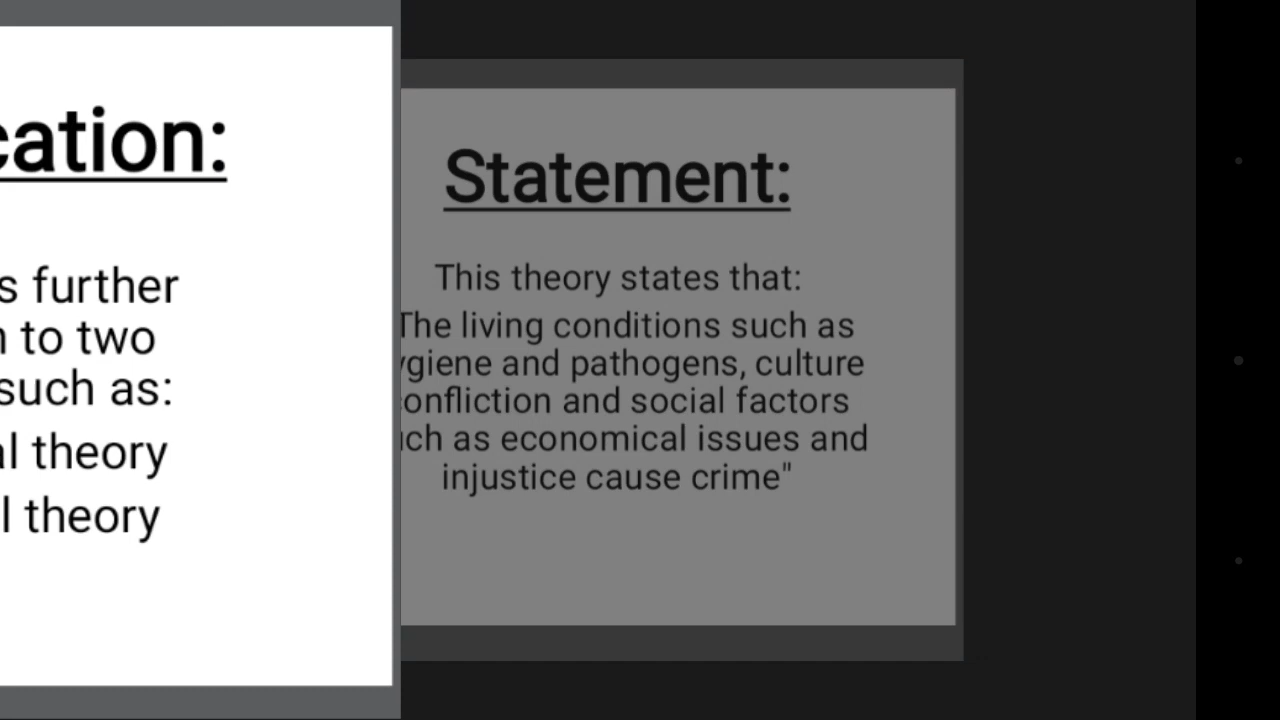 cation:
s further
to two
such as:
l theory
l theory
Statement:
This theory states that:
The living conditions such as
ygiene and pathogens, culture
onfliction and social factors
ch as economical issues and
injustice cause crime"